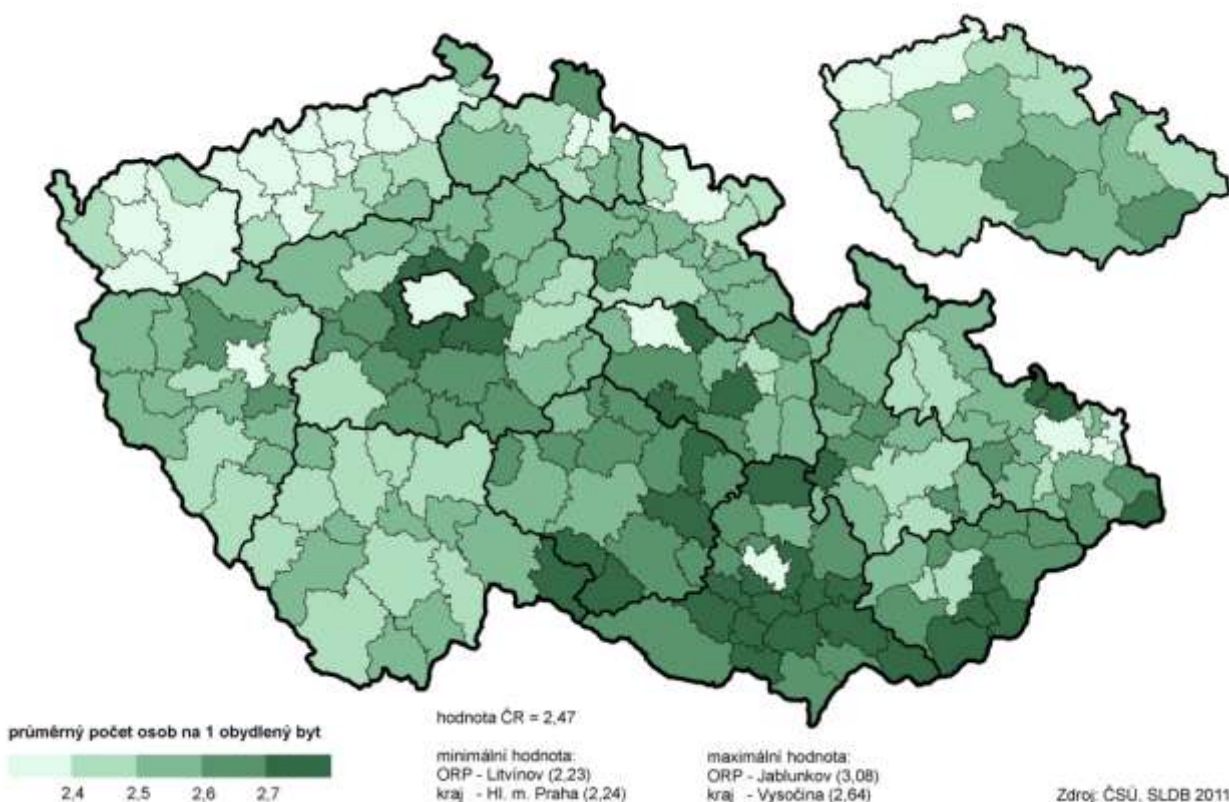 hodnota ČR = 2,47
průměrný počet osob na 1 obydlený byt
2,4 2,5 2,6 2,7
minimální hodnota:
ORP - Litvínov (2,23)
kraj - Hl. m. Praha (2,24)
maximální hodnota:
ORP - Jablunkov (3,08)
kraj - Vysočina (2,64)
Zdroj: ČSÚ, SLDB 2011